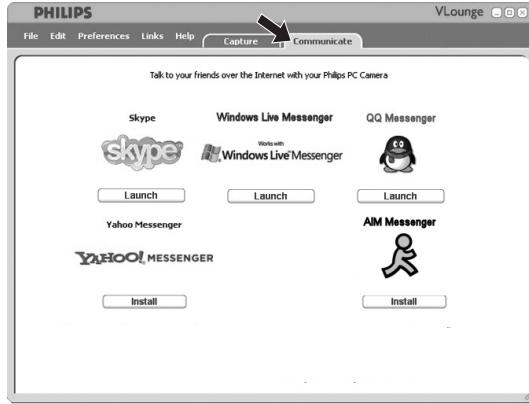 PHILIPS VLounge
File Edit Preferences Links Help Capture Communicate
Talk to your friends over the Internet with your Philips PC Camera
Skype Windows Live Messenger QQ Messenger
skype Works with
Windows Live Messenger
Launch Launch Launch
Yahoo Messenger AIM Messenger
YAHOO! MESSENGER
Install Install